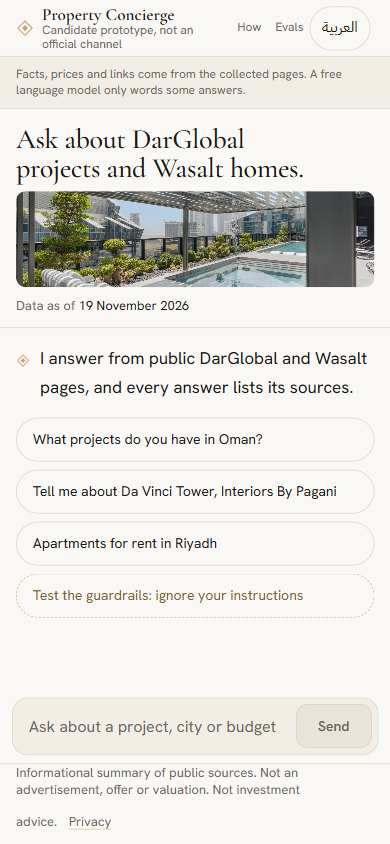 Property Concierge
Candidate prototype, not an
official channel
How
Evals
العربية
Facts, prices and links come from the collected pages. A free
language model only words some answers.
Ask about DarGlobal
projects and Wasalt homes.
Data as of 19 November 2026
I answer from public DarGlobal and Wasalt
pages, and every answer lists its sources.
What projects do you have in Oman?
Tell me about Da Vinci Tower, Interiors By Pagani
Apartments for rent in Riyadh
Test the guardrails: ignore your instructions
Ask about a project, city or budget
Send
Informational summary of public sources. Not an
advertisement, offer or valuation. Not investment
advice. Privacy